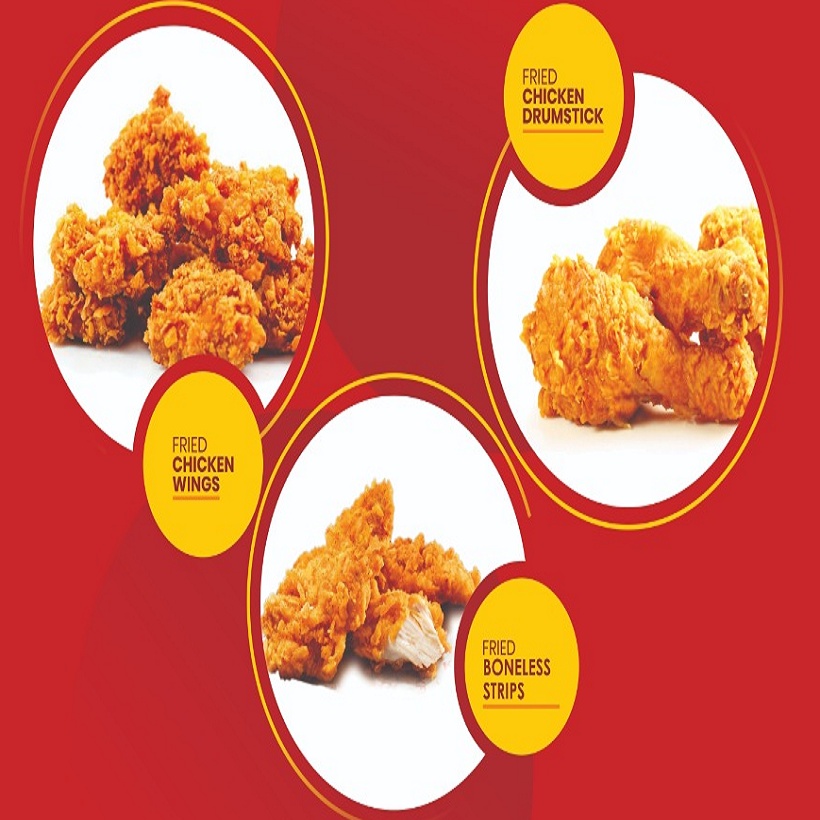 FRIED
CHICKEN
DRUMSTICK
FRIED
CHICKEN
WINGS
FRIED
BONELESS
STRIPS